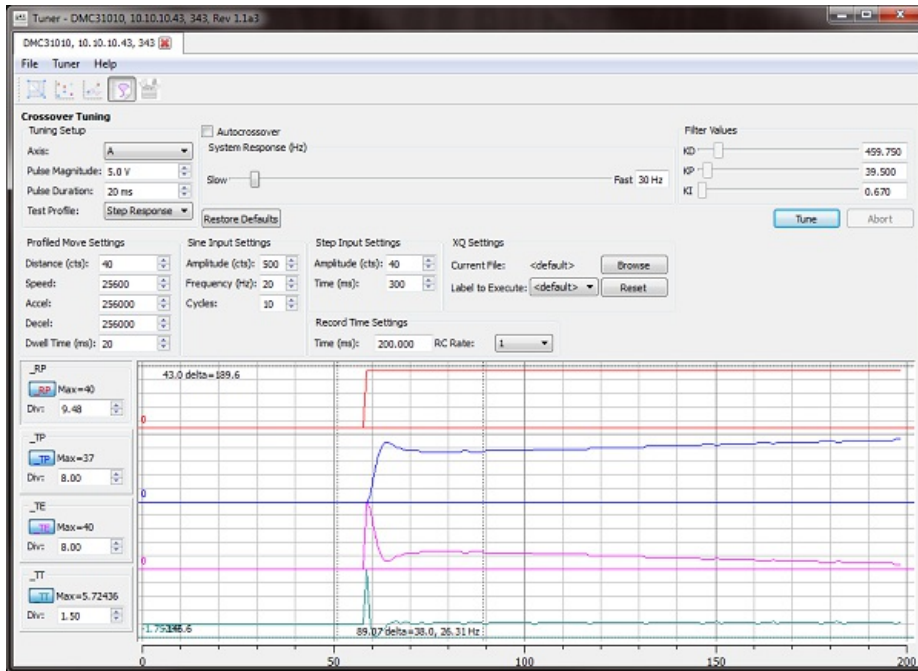 Tuner - DMC31010, 10.10.10.43, 343, Rev 1.1a3
DMC31010, 10.10.10.43, 343
File Tuner Help
Crossover Tuning
Tuning Setup
Axis: A
Pulse Magnitude: 5.0 V
Pulse Duration: 20 ms
Test Profile: Step Response
Autocrossover
System Response (Hz)
Slow Fast 30 Hz
Restore Defaults
Filter Values
KD 459.750
KP 39.500
KI 0.670
Tune Abort
Profiled Move Settings
Distance (cts): 40
Speed: 25600
Accel: 256000
Decel: 256000
Dwell Time (ms): 20
Sine Input Settings
Amplitude (cts): 500
Frequency (Hz): 20
Cycles: 10
Step Input Settings
Amplitude (cts): 40
Time (ms): 300
XQ Settings
Current File: <default> Browse
Label to Execute: <default> Reset
Record Time Settings
Time (ms): 200.000 RC Rate: 1
_RP
_RP Max=40
Div: 9.48
_TP
_TP Max=37
Div: 8.00
_TE
_TE Max=40
Div: 8.00
_TT
_TT Max=5.72436
Div: 1.50
43.0 delta=189.6
0
0
0
89.07 delta=38.0, 26.31 Hz
0 50 100 150 200